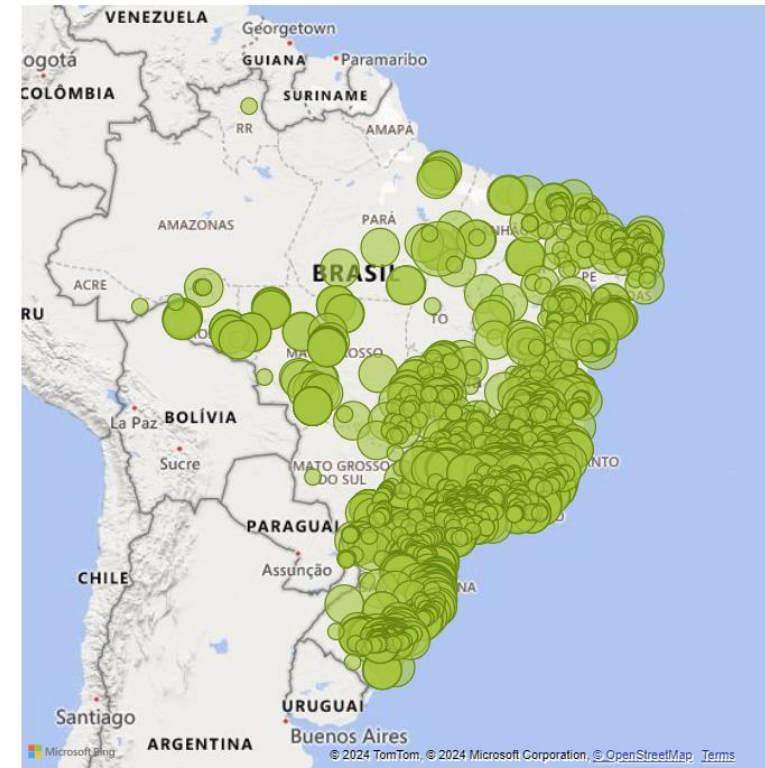 VENEZUELA
Georgetown
ogotá
GUIANA
Paramaribo
COLÔMBIA
SURINAME
RR
AMAPÁ
AMAZONAS
PARÁ
BRASIL
ACRE
PE
RU
TO
La Paz
BOLÍVIA
Sucre
MATO GROSSO
DO SUL
NTO
PARAGUAI
Assunção
CHILE
NA
Santiago
URUGUAI
Buenos Aires
ARGENTINA
Microsoft Bing
© 2024 TomTom, © 2024 Microsoft Corporation, © OpenStreetMap Terms